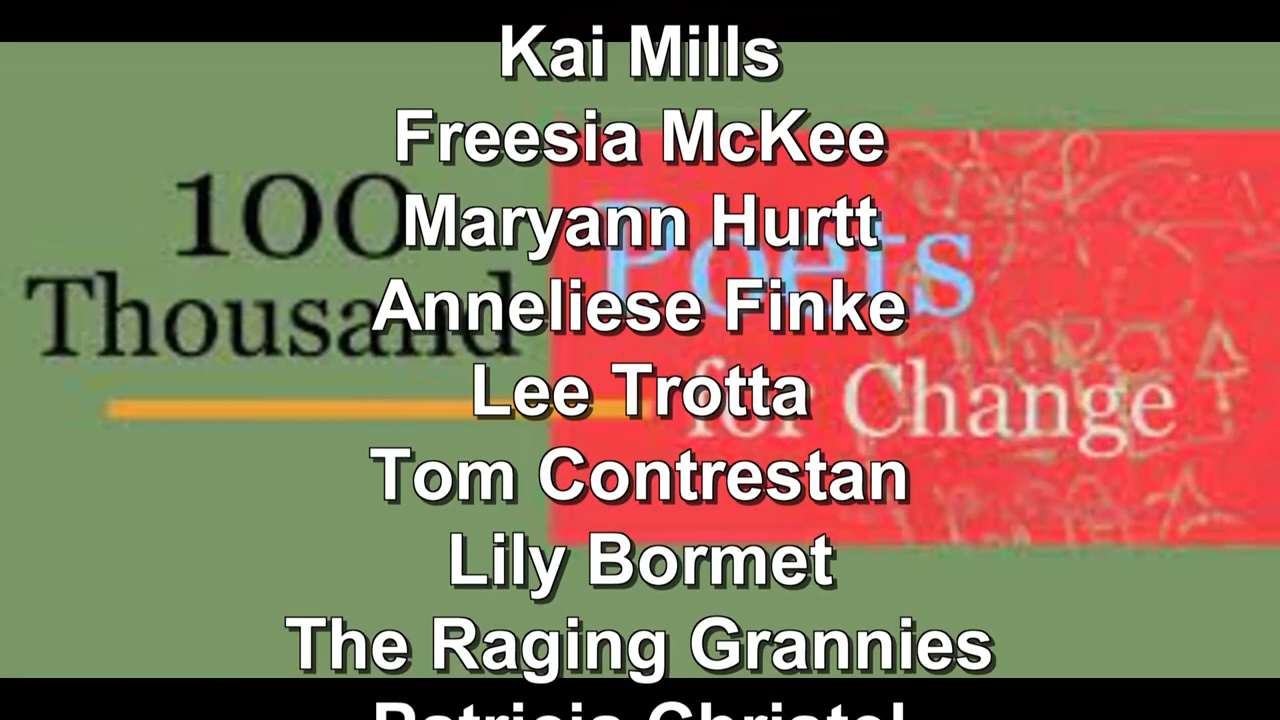 Kai Mills
Freesia McKee
Maryann Hurtt
Anneliese Finke
Lee Trotta
Tom Contrestan
Lily Bormet
The Raging Grannies
100
Thousand
Poets
for Change